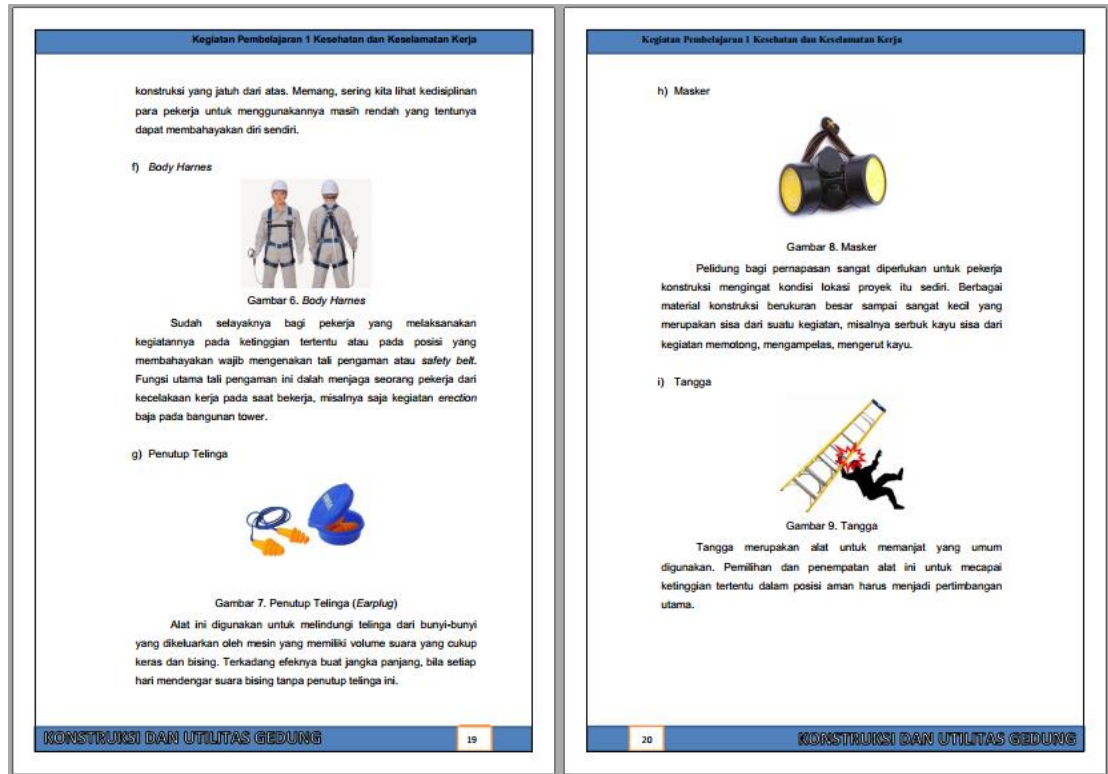 Kegiatan Pembelajaran 1 Kesehatan dan Keselamatan Kerja
konstruksi yang jatuh dari atas. Memang, sering kita lihat kedisiplinan
para pekerja untuk menggunakannya masih rendah yang tentunya
dapat membahayakan diri sendiri.
f) Body Harnes
Gambar 6. Body Harnes
Sudah selayaknya bagi pekerja yang melaksanakan
kegiatannya pada ketinggian tertentu atau pada posisi yang
membahayakan wajib mengenakan tali pengaman atau safety belt.
Fungsi utama tali pengaman ini dalah menjaga seorang pekerja dari
kecelakaan kerja pada saat bekerja, misalnya saja kegiatan erection
baja pada bangunan tower.
g) Penutup Telinga
Gambar 7. Penutup Telinga (Earplug)
Alat ini digunakan untuk melindungi telinga dari bunyi-bunyi
yang dikeluarkan oleh mesin yang memiliki volume suara yang cukup
keras dan bising. Terkadang efeknya buat jangka panjang, bila setiap
hari mendengar suara bising tanpa penutup telinga ini.
KONSTRUKSI DAN UTILITAS GEDUNG
19
Kegiatan Pembelajaran 1 Kesehatan dan Keselamatan Kerja
h) Masker
Gambar 8. Masker
Pelidung bagi pernapasan sangat diperlukan untuk pekerja
konstruksi mengingat kondisi lokasi proyek itu sediri. Berbagai
material konstruksi berukuran besar sampai sangat kecil yang
merupakan sisa dari suatu kegiatan, misalnya serbuk kayu sisa dari
kegiatan memotong, mengampelas, mengerut kayu.
i) Tangga
Gambar 9. Tangga
Tangga merupakan alat untuk memanjat yang umum
digunakan. Pemilihan dan penempatan alat ini untuk mecapai
ketinggian tertentu dalam posisi aman harus menjadi pertimbangan
utama.
20
KONSTRUKSI DAN UTILITAS GEDUNG